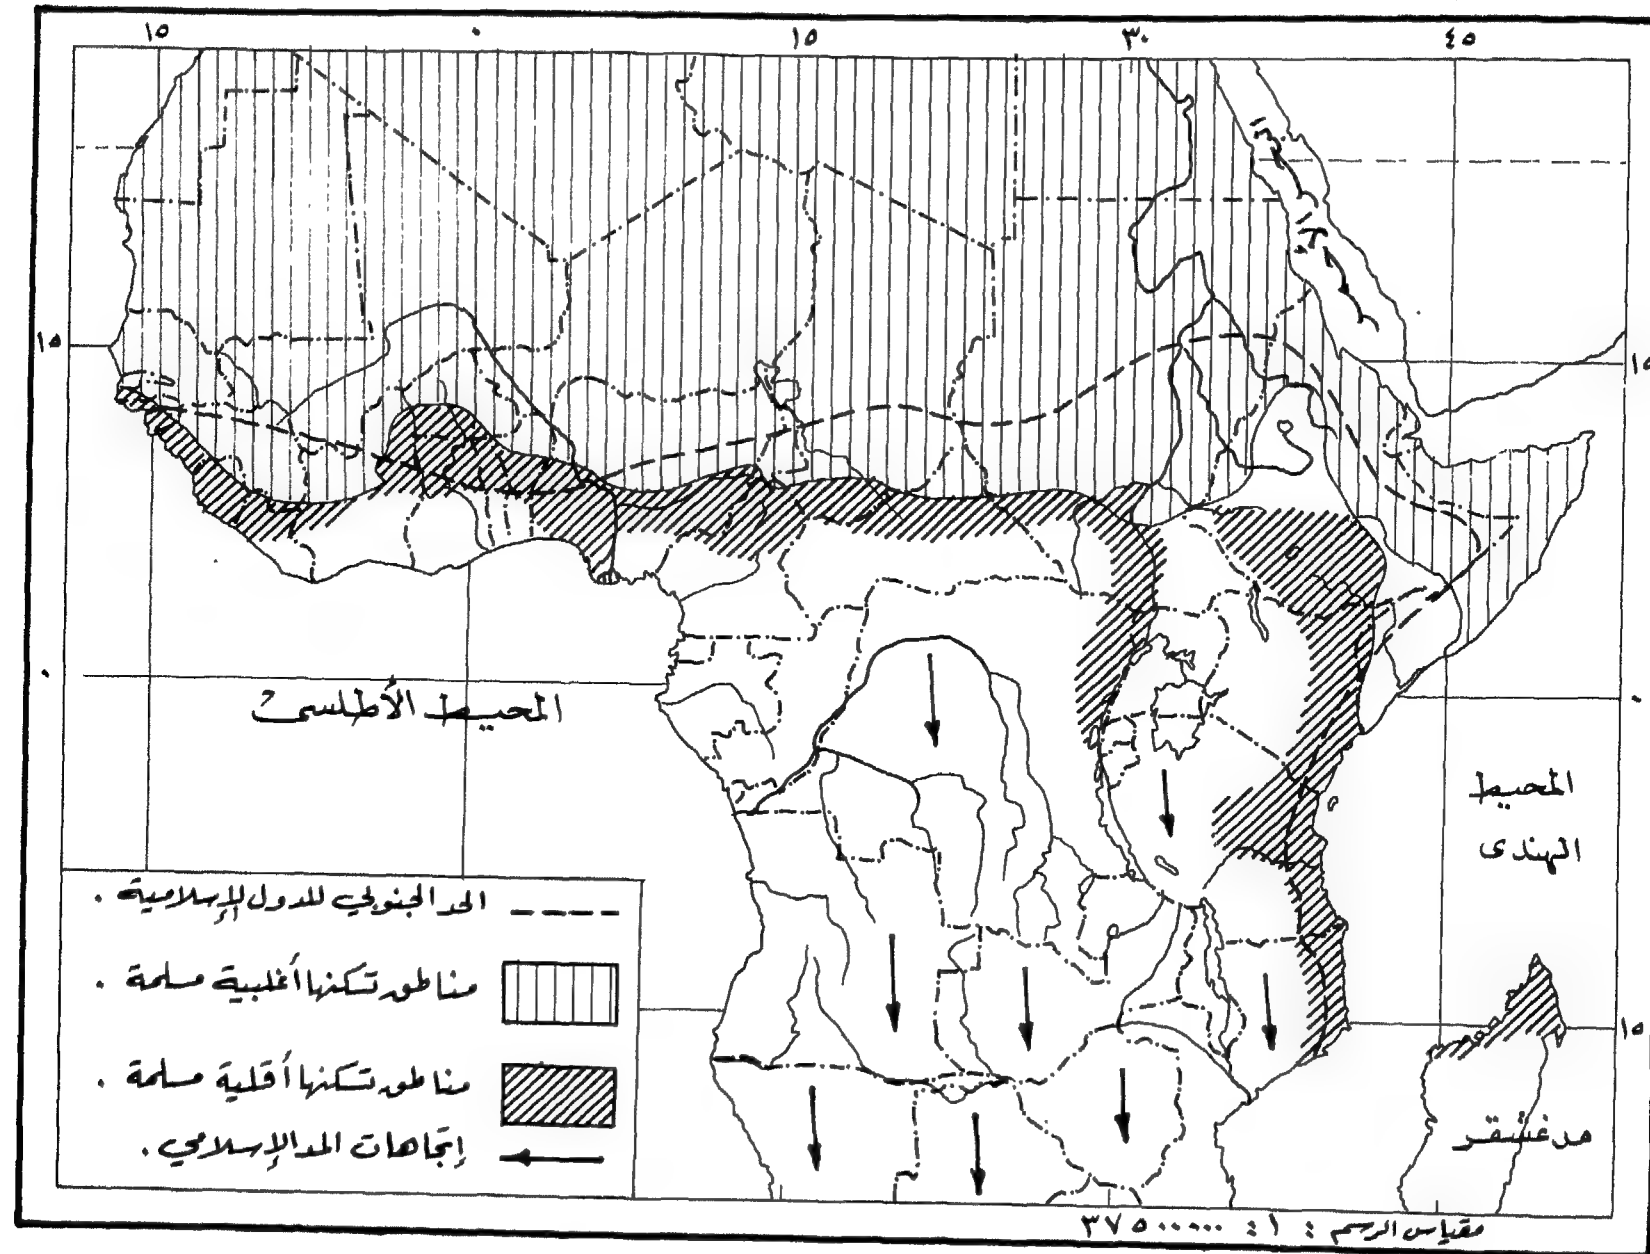 ١٥ ٠ ١٥ ٣٠ ٤٥
١٥
١٥
٠
٠
١٥
المحيط الأطلسى
المحيط
الهندى
مدغشقر
الحد الجنوبي للدول الإسلامية .
مناطق تسكنها أغلبية مسلمة .
مناطق تسكنها أقلية مسلمة .
إتجاهات المد الإسلامي .
مقياس الرسم : ١ : ٣٧٥٠٠٠٠٠